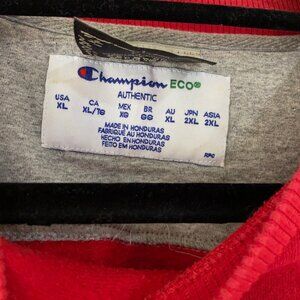 Champion ECO®
AUTHENTIC
USA CA MEX BR AU JPN ASIA
XL XL/TG XG GG XL 2XL 2XL
MADE IN HONDURAS
FABRIQUÉ AU HONDURAS
HECHO EN HONDURAS
FEITO EM HONDURAS